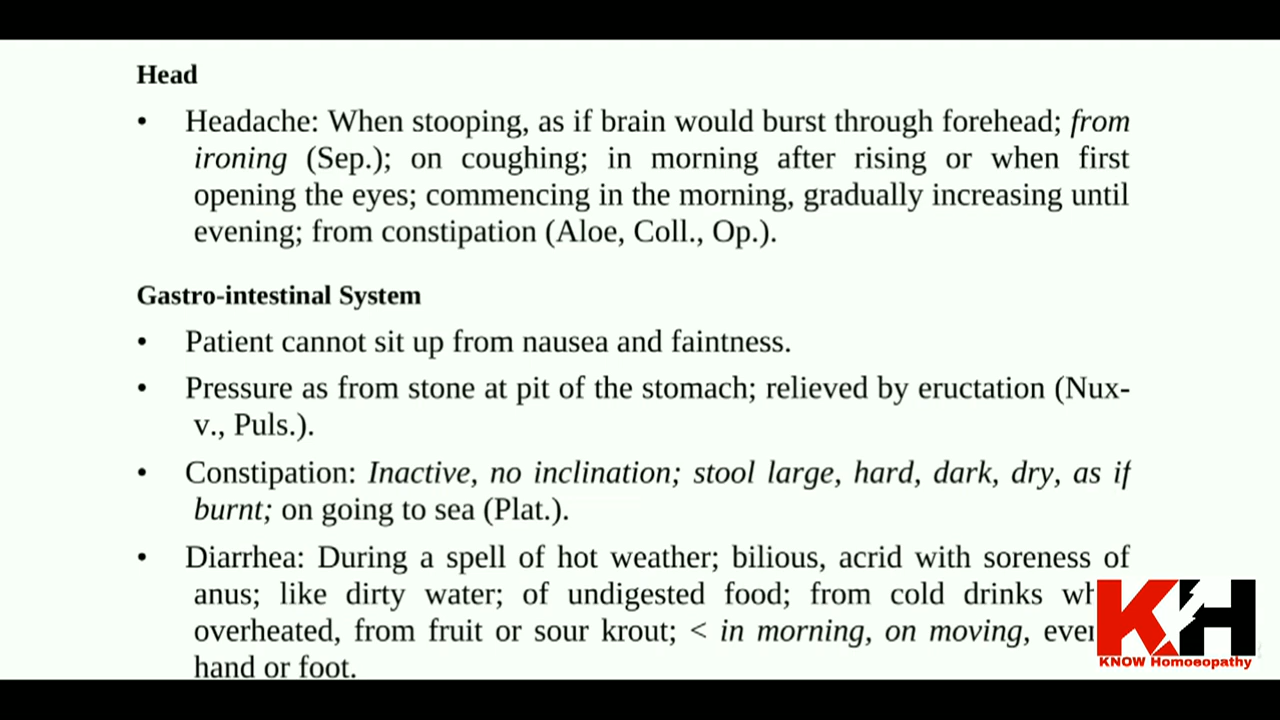 Head
• Headache: When stooping, as if brain would burst through forehead; from
ironing (Sep.); on coughing; in morning after rising or when first
opening the eyes; commencing in the morning, gradually increasing until
evening; from constipation (Aloe, Coll., Op.).
Gastro-intestinal System
• Patient cannot sit up from nausea and faintness.
• Pressure as from stone at pit of the stomach; relieved by eructation (Nux-
v., Puls.).
• Constipation: Inactive, no inclination; stool large, hard, dark, dry, as if
burnt; on going to sea (Plat.).
• Diarrhea: During a spell of hot weather; bilious, acrid with soreness of
anus; like dirty water; of undigested food; from cold drinks
overheated, from fruit or sour krout; < in morning, on moving,
hand or foot.
KH
KNOW Homoeopathy